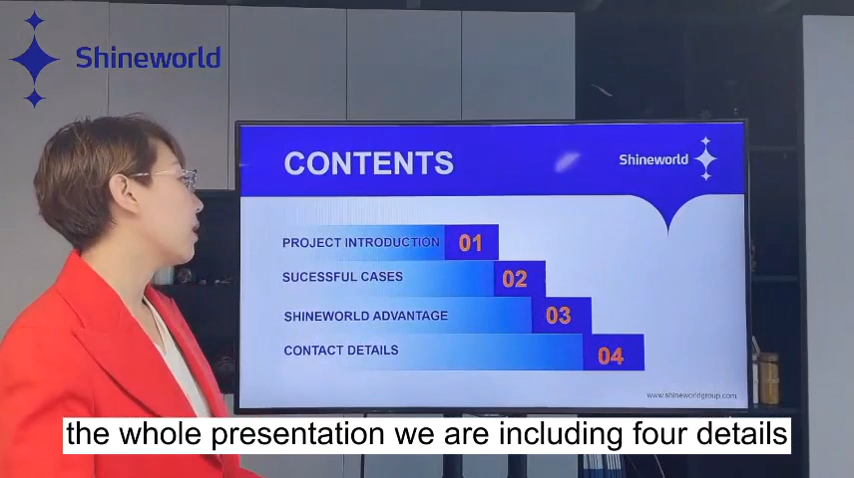 Shineworld
CONTENTS
Shineworld
PROJECT INTRODUCTION 01
SUCESSFUL CASES 02
SHINEWORLD ADVANTAGE 03
CONTACT DETAILS 04
www.shineworldgroup.com
the whole presentation we are including four details